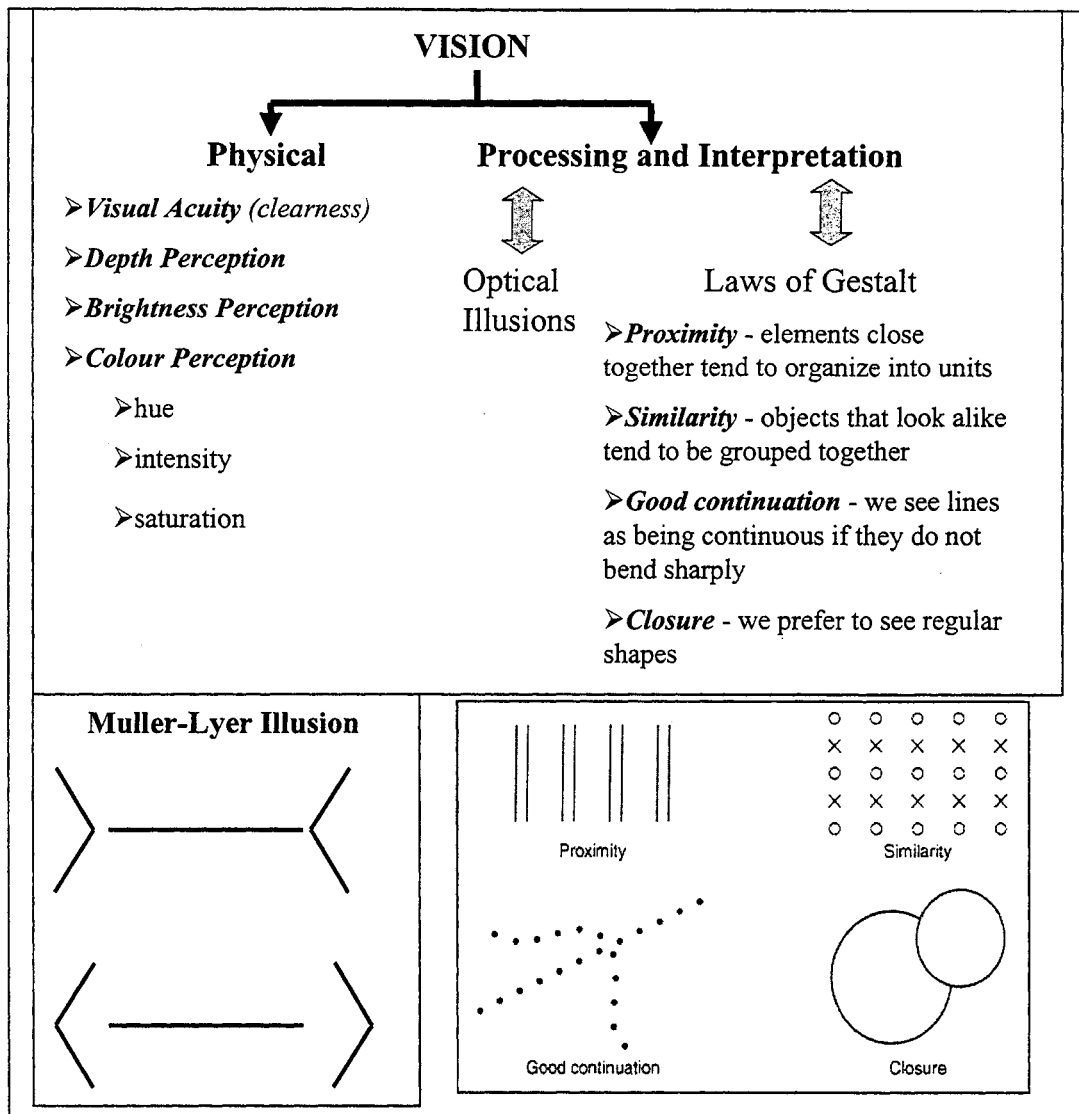 VISION
Physical
➢Visual Acuity (clearness)
➢Depth Perception
➢Brightness Perception
➢Colour Perception
➢hue
➢intensity
➢saturation
Processing and Interpretation
Optical
Illusions
Laws of Gestalt
➢Proximity - elements close
together tend to organize into units
➢Similarity - objects that look alike
tend to be grouped together
➢Good continuation - we see lines
as being continuous if they do not
bend sharply
➢Closure - we prefer to see regular
shapes
Muller-Lyer Illusion
Proximity
Similarity
Good continuation
Closure